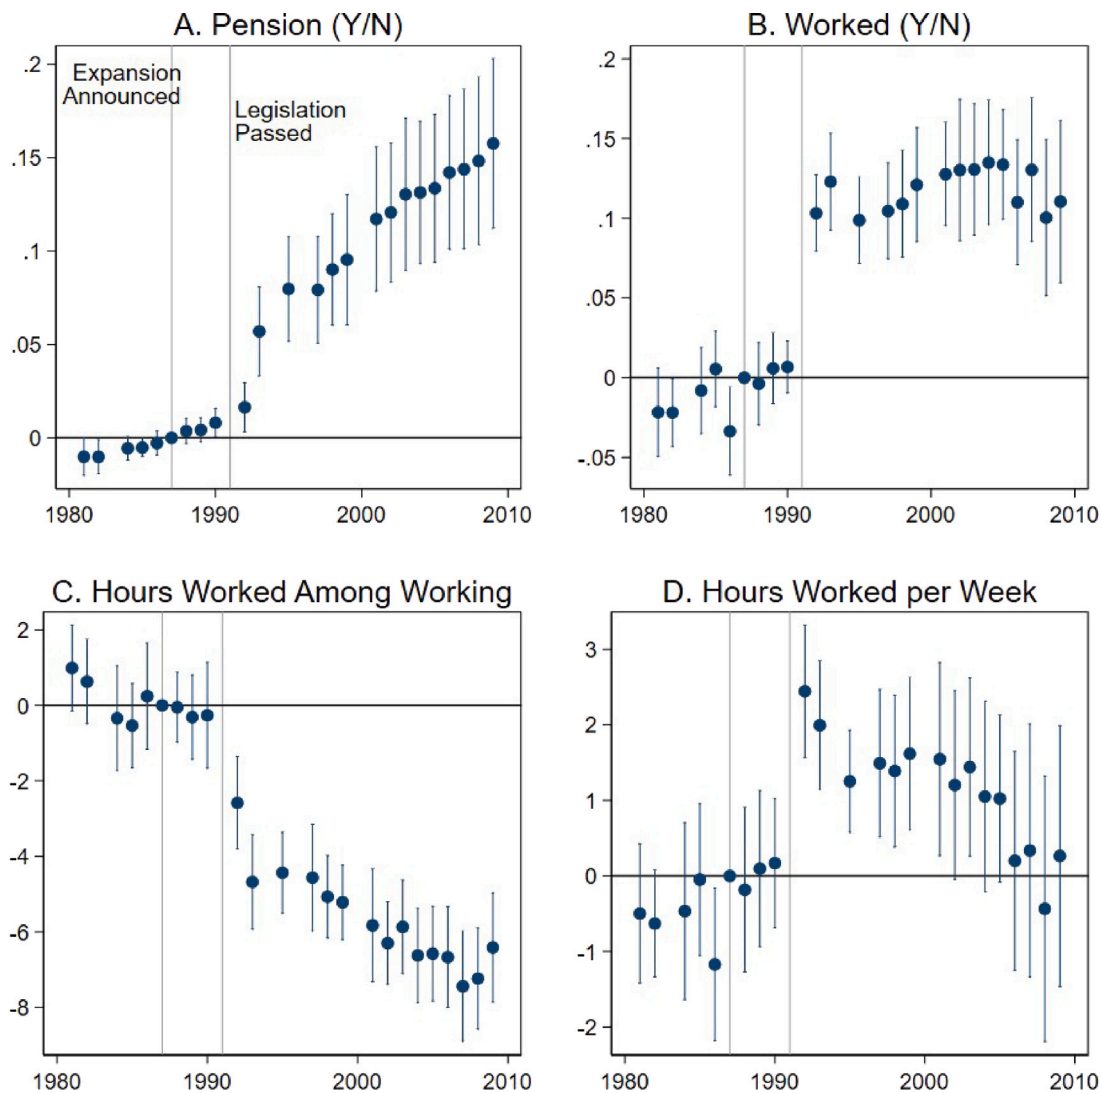 A. Pension (Y/N)
Expansion
Announced
Legislation
Passed
.2
.15
.1
.05
0
1980 1990 2000 2010
B. Worked (Y/N)
.2
.15
.1
.05
0
-.05
1980 1990 2000 2010
C. Hours Worked Among Working
2
0
-2
-4
-6
-8
1980 1990 2000 2010
D. Hours Worked per Week
3
2
1
0
-1
-2
1980 1990 2000 2010